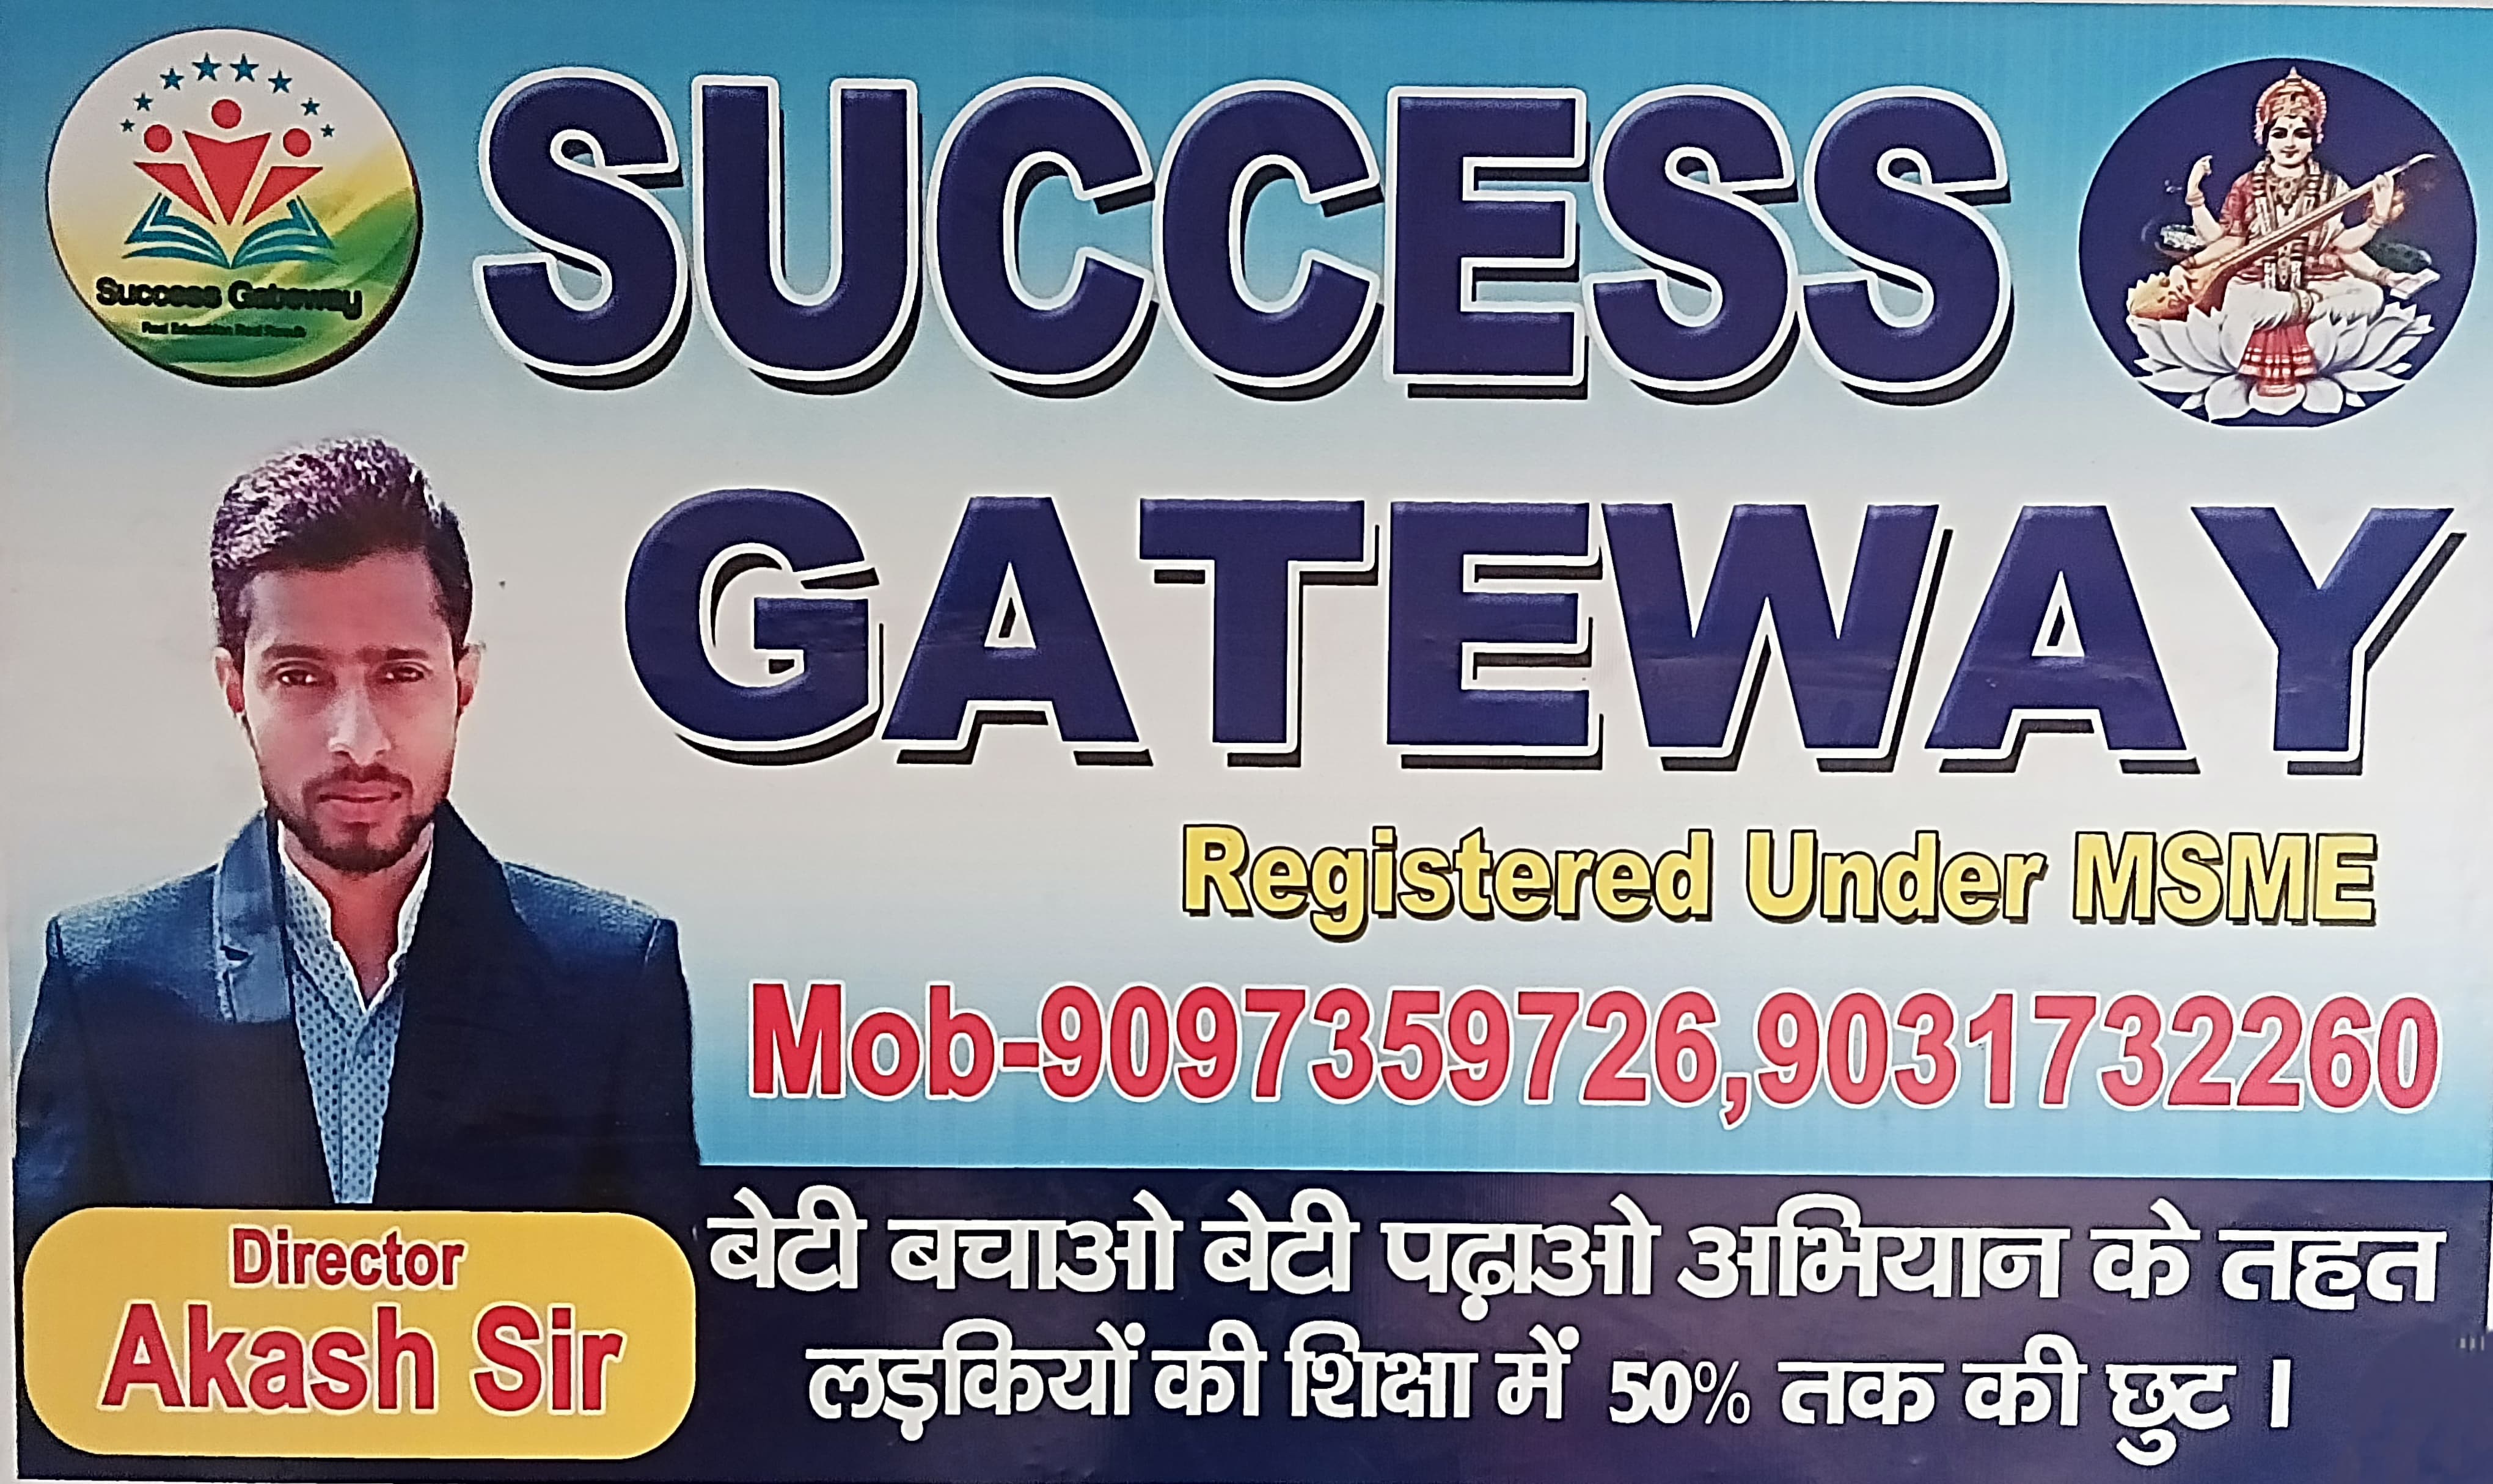 SUCCESS
GATEWAY
Success Gateway
Registered Under MSME
Mob-9097359726,9031732260
Director
Akash Sir
बेटी बचाओ बेटी पढ़ाओ अभियान के तहत
लड़कियों की शिक्षा में 50% तक की छुट ।